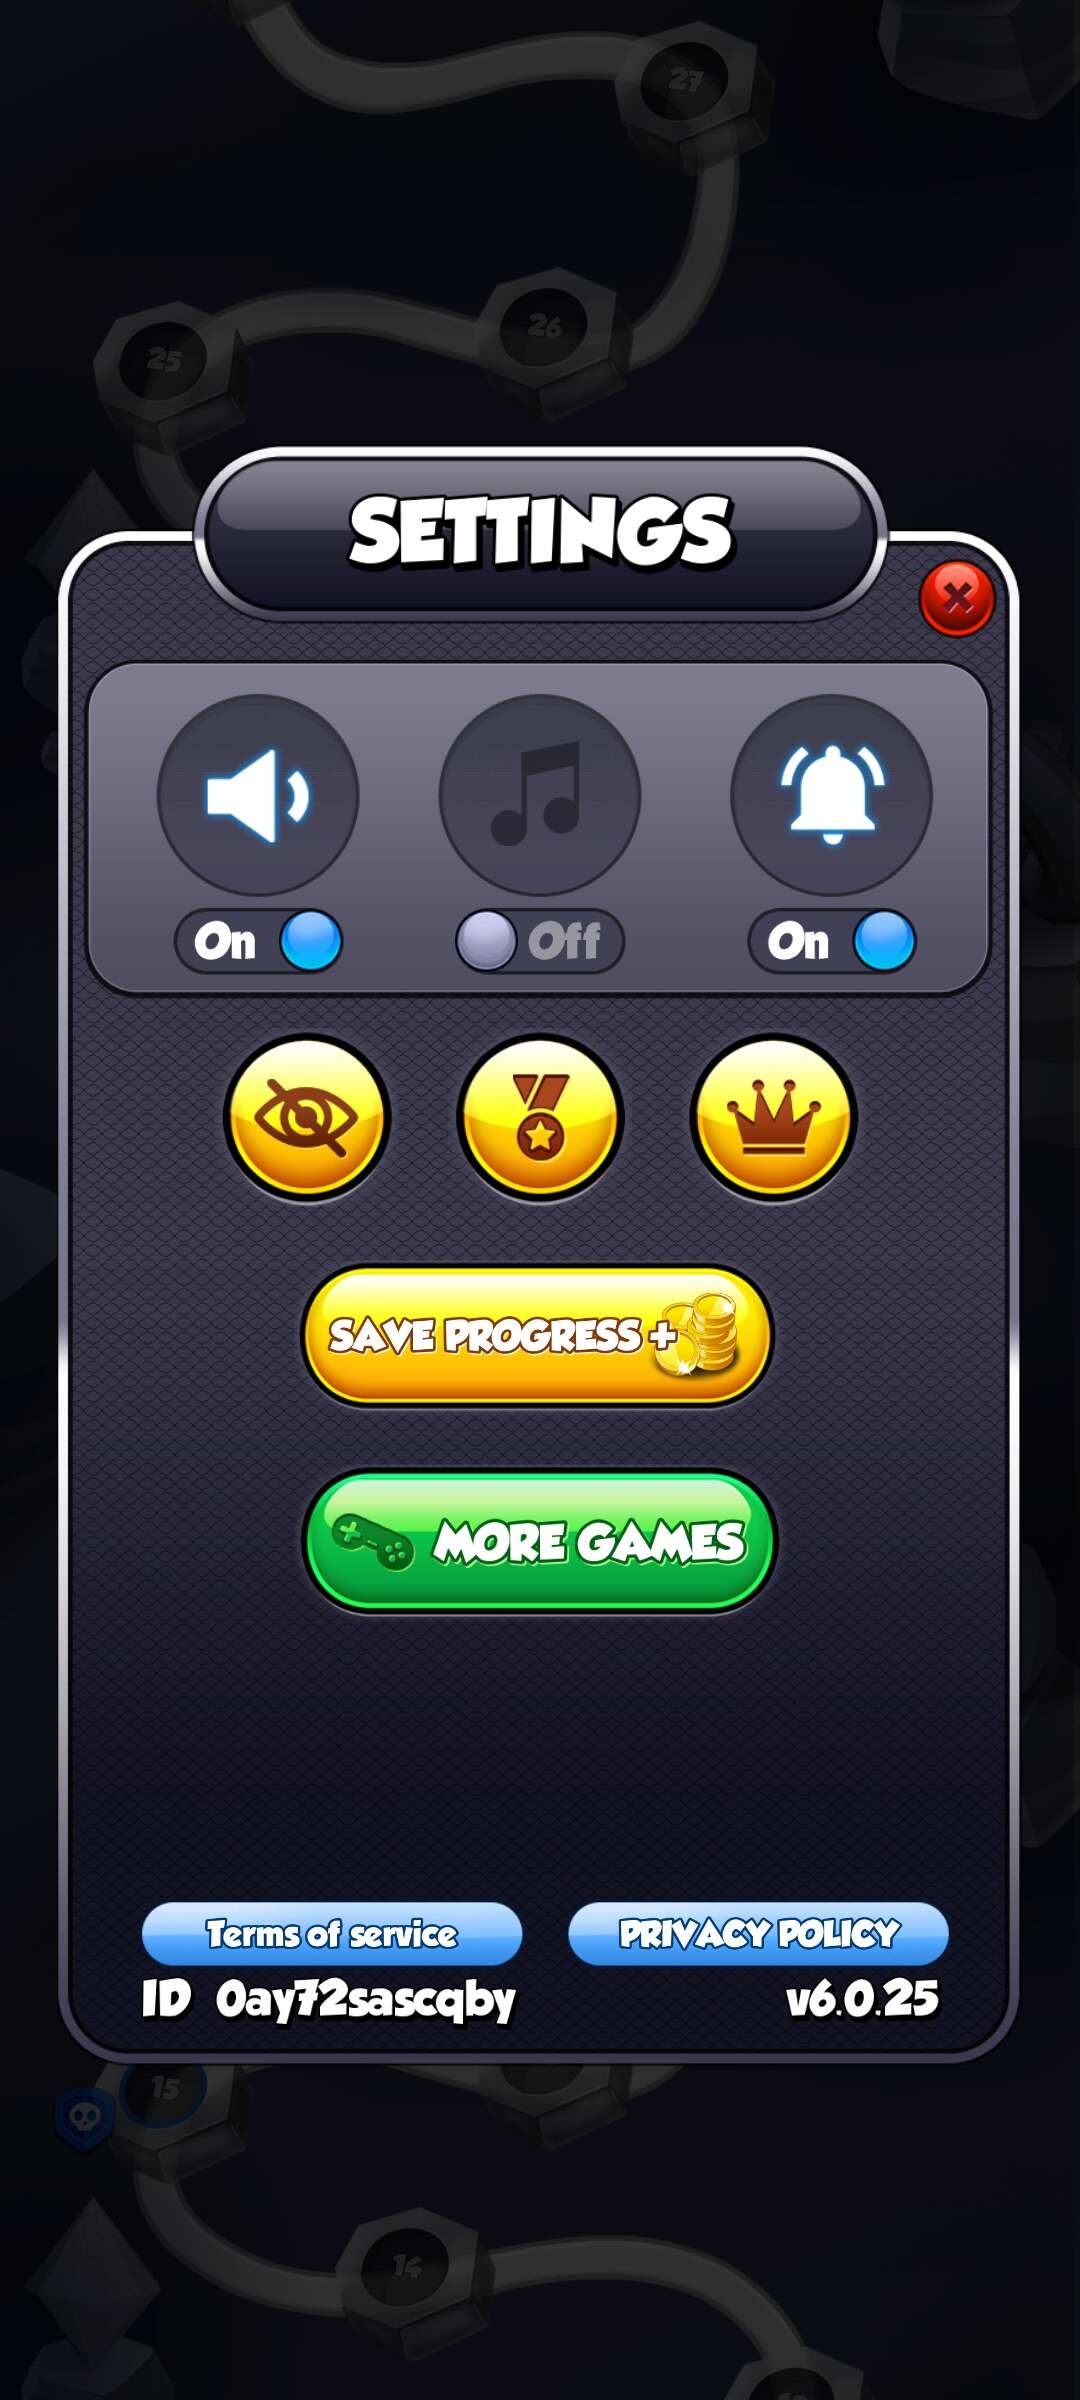 27
26
25
SETTINGS
On Off On
SAVE PROGRESS +
MORE GAMES
Terms of service PRIVACY POLICY
ID 0ay72sascqby v6.0.25
15
14